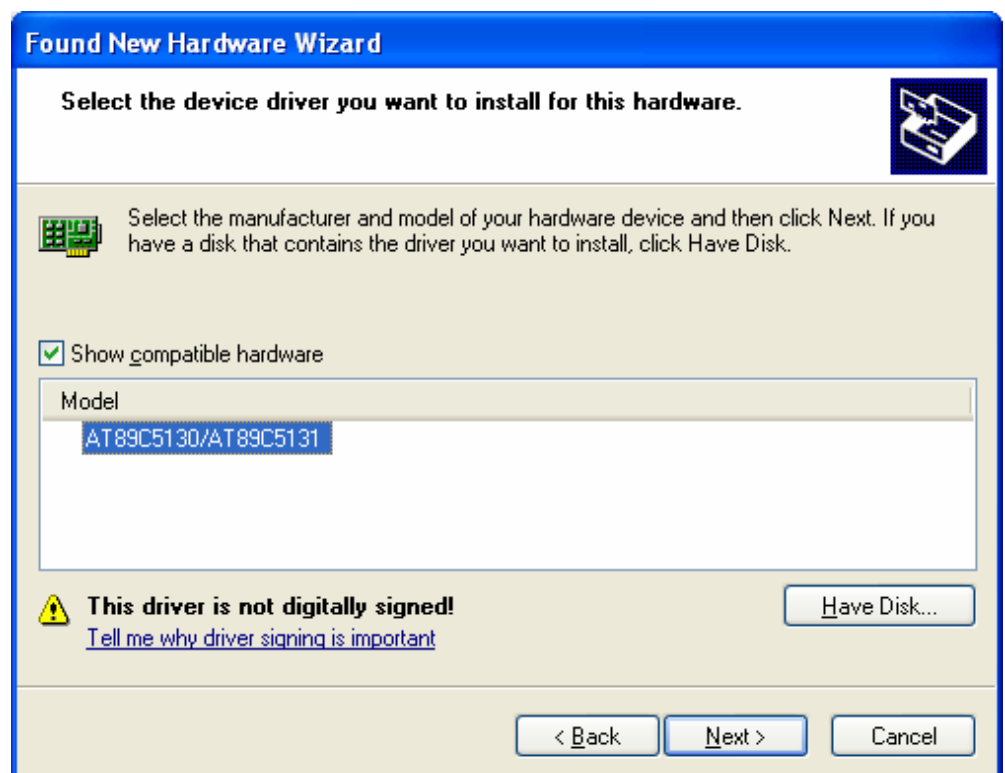 Found New Hardware Wizard
Select the device driver you want to install for this hardware.
Select the manufacturer and model of your hardware device and then click Next. If you
have a disk that contains the driver you want to install, click Have Disk.
Show compatible hardware
Model
AT89C5130/AT89C5131
This driver is not digitally signed!
Have Disk...
Tell me why driver signing is important
< Back
Next >
Cancel